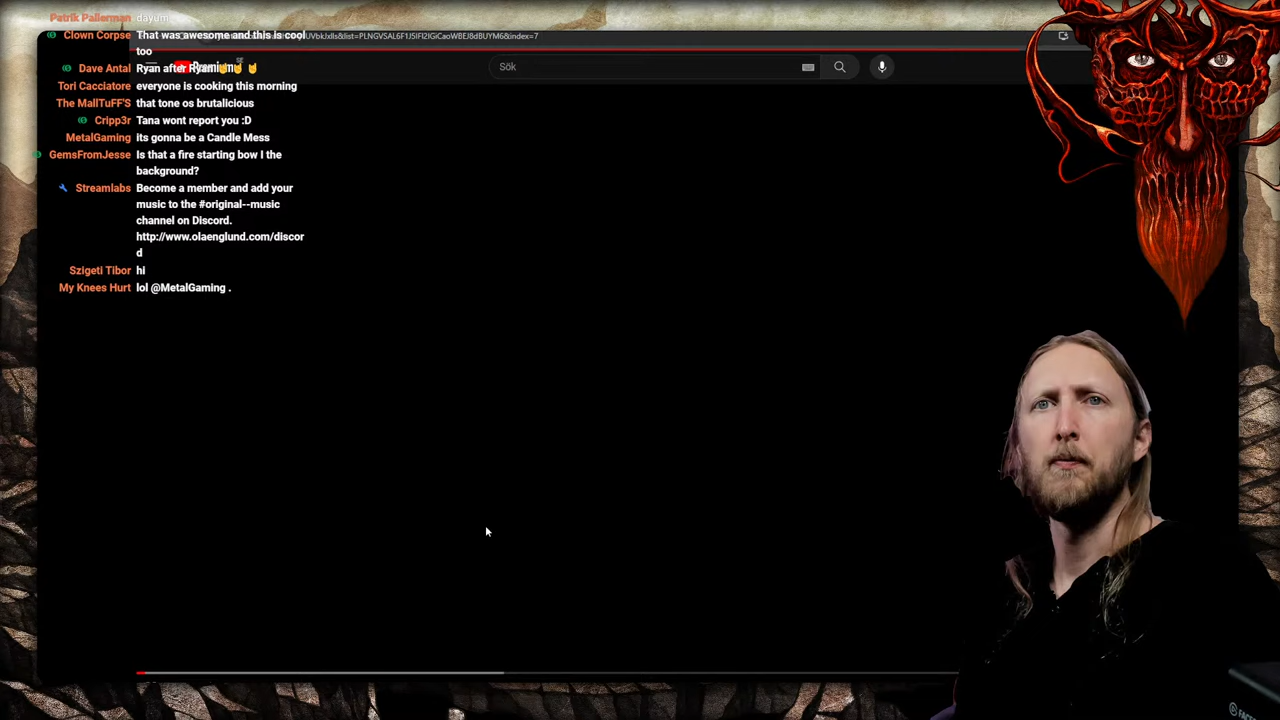 Patrik Pallerman dayum
Clown Corpse That was awesome and this is cool
too
Dave Antal Ryan after Ryan
Premium
Sök
Tori Cacciatore everyone is cooking this morning
The MallTuFF'S that tone os brutalicious
Cripp3r Tana wont report you :D
MetalGaming its gonna be a Candle Mess
GemsFromJesse Is that a fire starting bow I the
background?
Streamlabs Become a member and add your
music to the #original--music
channel on Discord.
http://www.olaenglund.com/discor
d
Szigeti Tibor hi
My Knees Hurt lol @MetalGaming .